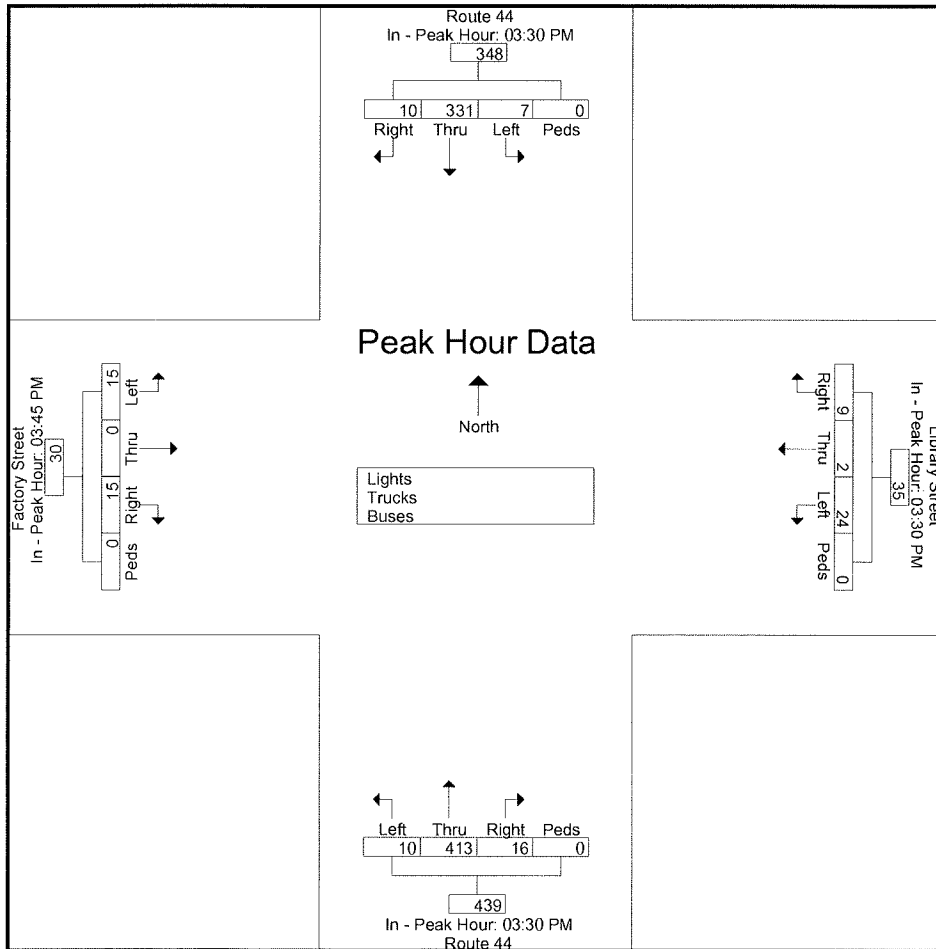 Route 44
In - Peak Hour: 03:30 PM
348
10 331 7 0
Right Thru Left Peds
Peak Hour Data
North
Lights
Trucks
Buses
Factory Street
In - Peak Hour: 03:45 PM
30
15 0 15 0
Left Thru Right Peds
Library Street
In - Peak Hour: 03:30 PM
35
9 2 24 0
Right Thru Left Peds
Left Thru Right Peds
10 413 16 0
439
In - Peak Hour: 03:30 PM
Route 44